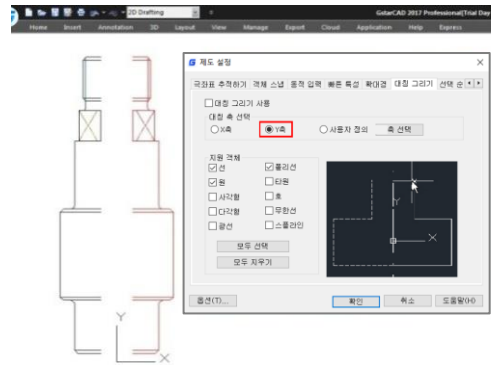 2D Drafting
GstarCAD 2017 Professional(Trial Day
Home Insert Annotation 3D Layout View Manage Export Cloud Application Help Express
제도 설정
극좌표 추적하기 객체 스냅 동적 입력 빠른 특성 확대경 대칭 그리기 선택 순
대칭 그리기 사용
대칭 축 선택
X축 Y축 사용자 정의 축 선택
지원 객체
선 폴리선
원 타원
사각형 호
다각형 무한선
광선 스플라인
모두 선택
모두 지우기
Y
X
옵션(T)... 확인 취소 도움말(H)
Y
X